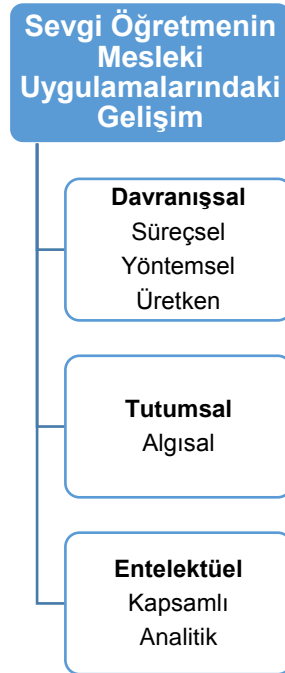 Sevgi Öğretmenin
Mesleki
Uygulamalarındaki
Gelişim
Davranışsal
Süreçsel
Yöntemsel
Üretken
Tutumsal
Algısal
Entelektüel
Kapsamlı
Analitik